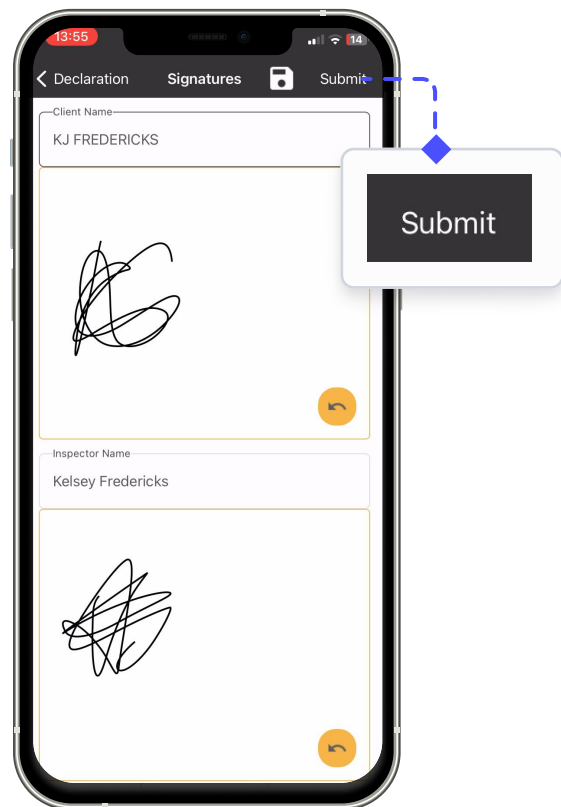 13:55 14
Declaration Signatures Submit
Client Name
KJ FREDERICKS
Submit
Inspector Name
Kelsey Fredericks